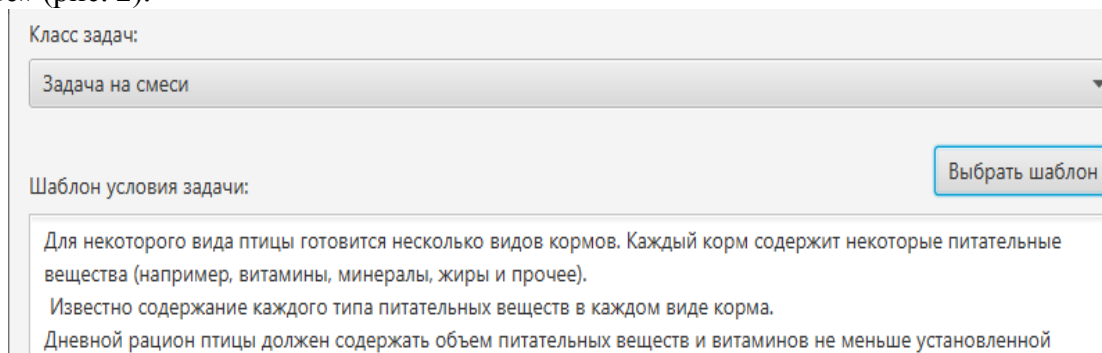 (рис. 2).
Класс задач:
Задача на смеси
Выбрать шаблон
Шаблон условия задачи:
Для некоторого вида птицы готовится несколько видов кормов. Каждый корм содержит некоторые питательные
вещества (например, витамины, минералы, жиры и прочее).
Известно содержание каждого типа питательных веществ в каждом виде корма.
Дневной рацион птицы должен содержать объем питательных веществ и витаминов не меньше установленной